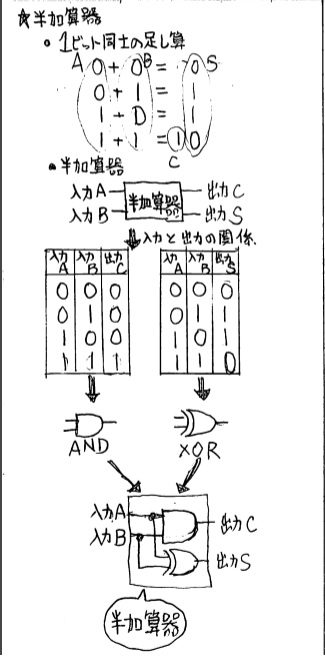 ☆半加算器
○ 1ビット同士の足し算
A B S
0 + 0 = 0
0 + 1 = 1
1 + 0 = 1
1 + 1 = 1 0
C
● 半加算器
入力A 半加算器 出力C
入力B 出力S
入力と出力の関係.
入力A 入力B 出力C
0 0 0
0 1 0
1 0 0
1 1 1
入力A 入力B 出力S
0 0 0
0 1 1
1 0 1
1 1 0
AND
XOR
入力A 出力C
入力B 出力S
半加算器